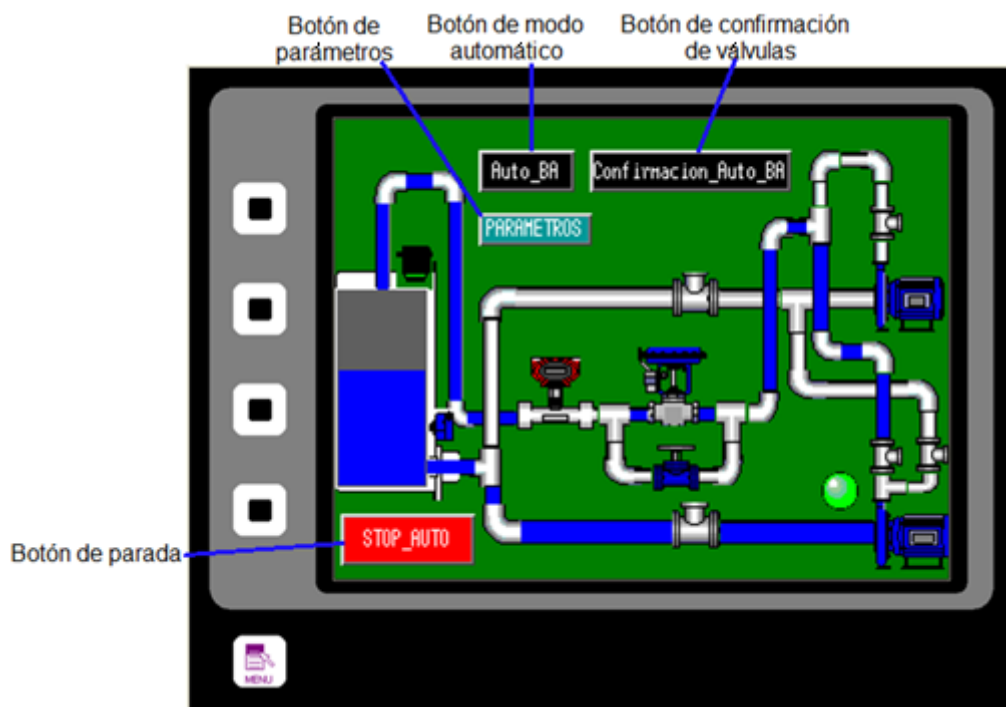 Botón de
parámetros
Botón de modo
automático
Botón de confirmación
de válvulas
Auto_BA
Confirmacion_Auto_BA
PARAMETROS
STOP_AUTO
Botón de parada
MENU